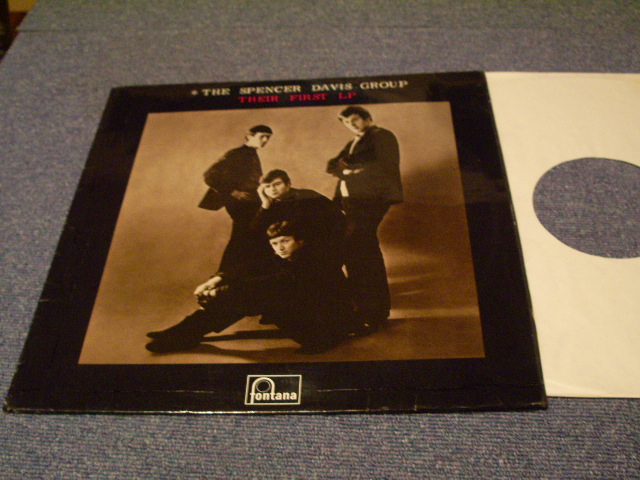 * THE SPENCER DAVIS GROUP
THEIR FIRST LP
fontana